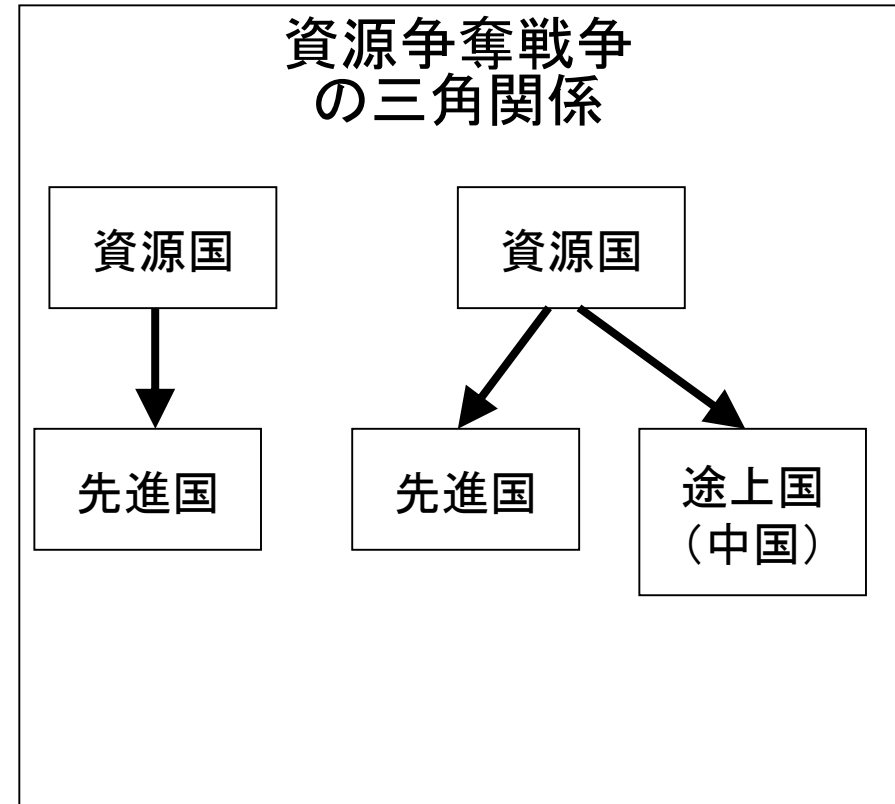 資源争奪戦争
の三角関係
資源国
先進国
資源国
先進国
途上国
（中国）